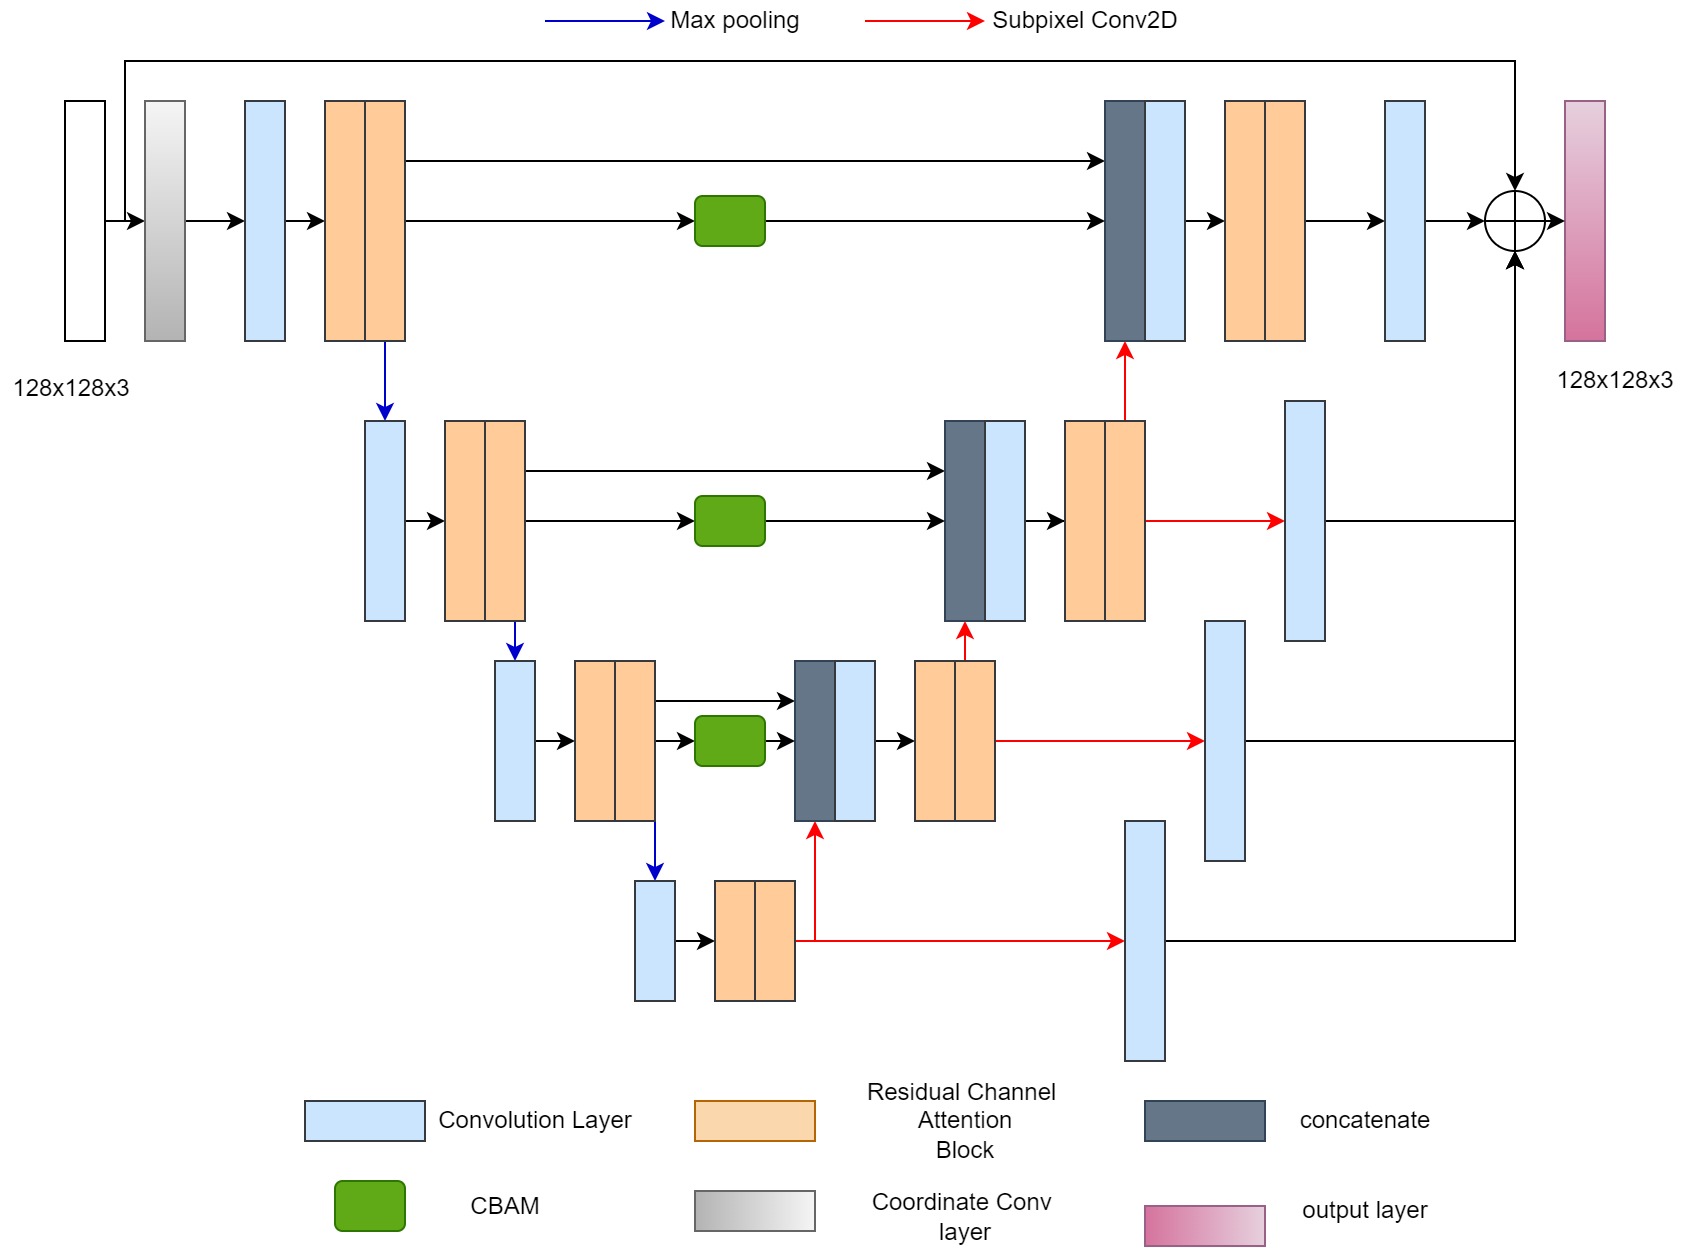 Max pooling
Subpixel Conv2D
128x128x3
128x128x3
Convolution Layer
Residual Channel
Attention
Block
concatenate
CBAM
Coordinate Conv
layer
output layer